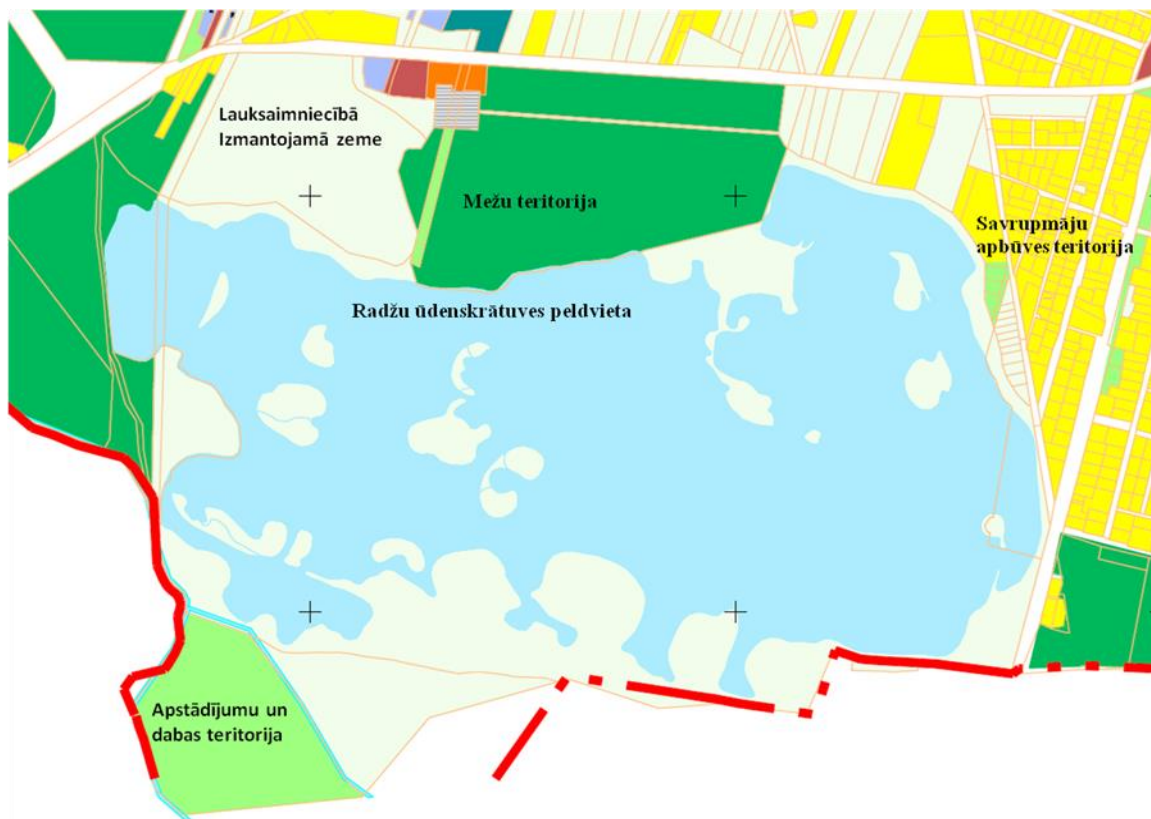 Lauksaimniecībā
Izmantojamā zeme
Mežu teritorija
Savrupmāju
apbūves teritorija
Radžu ūdenskrātuves peldvieta
Apstādījumu un
dabas teritorija